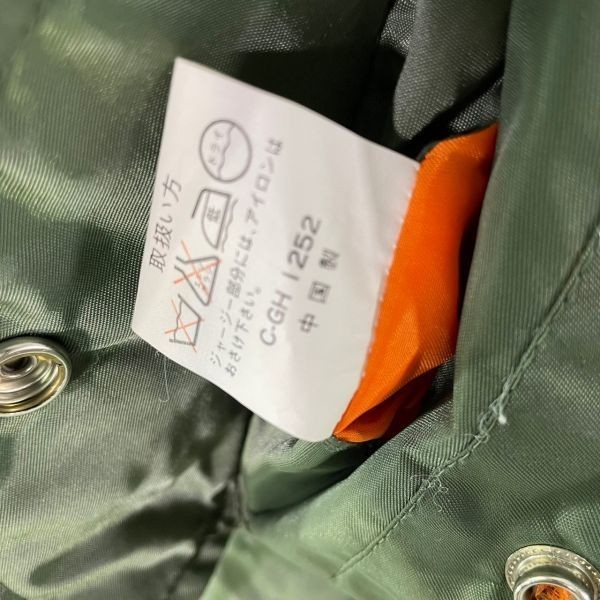 取扱い方
低
ドライ
ジャージー部分には、アイロンは
おさけ下さい。
C-GH 1252
中国製